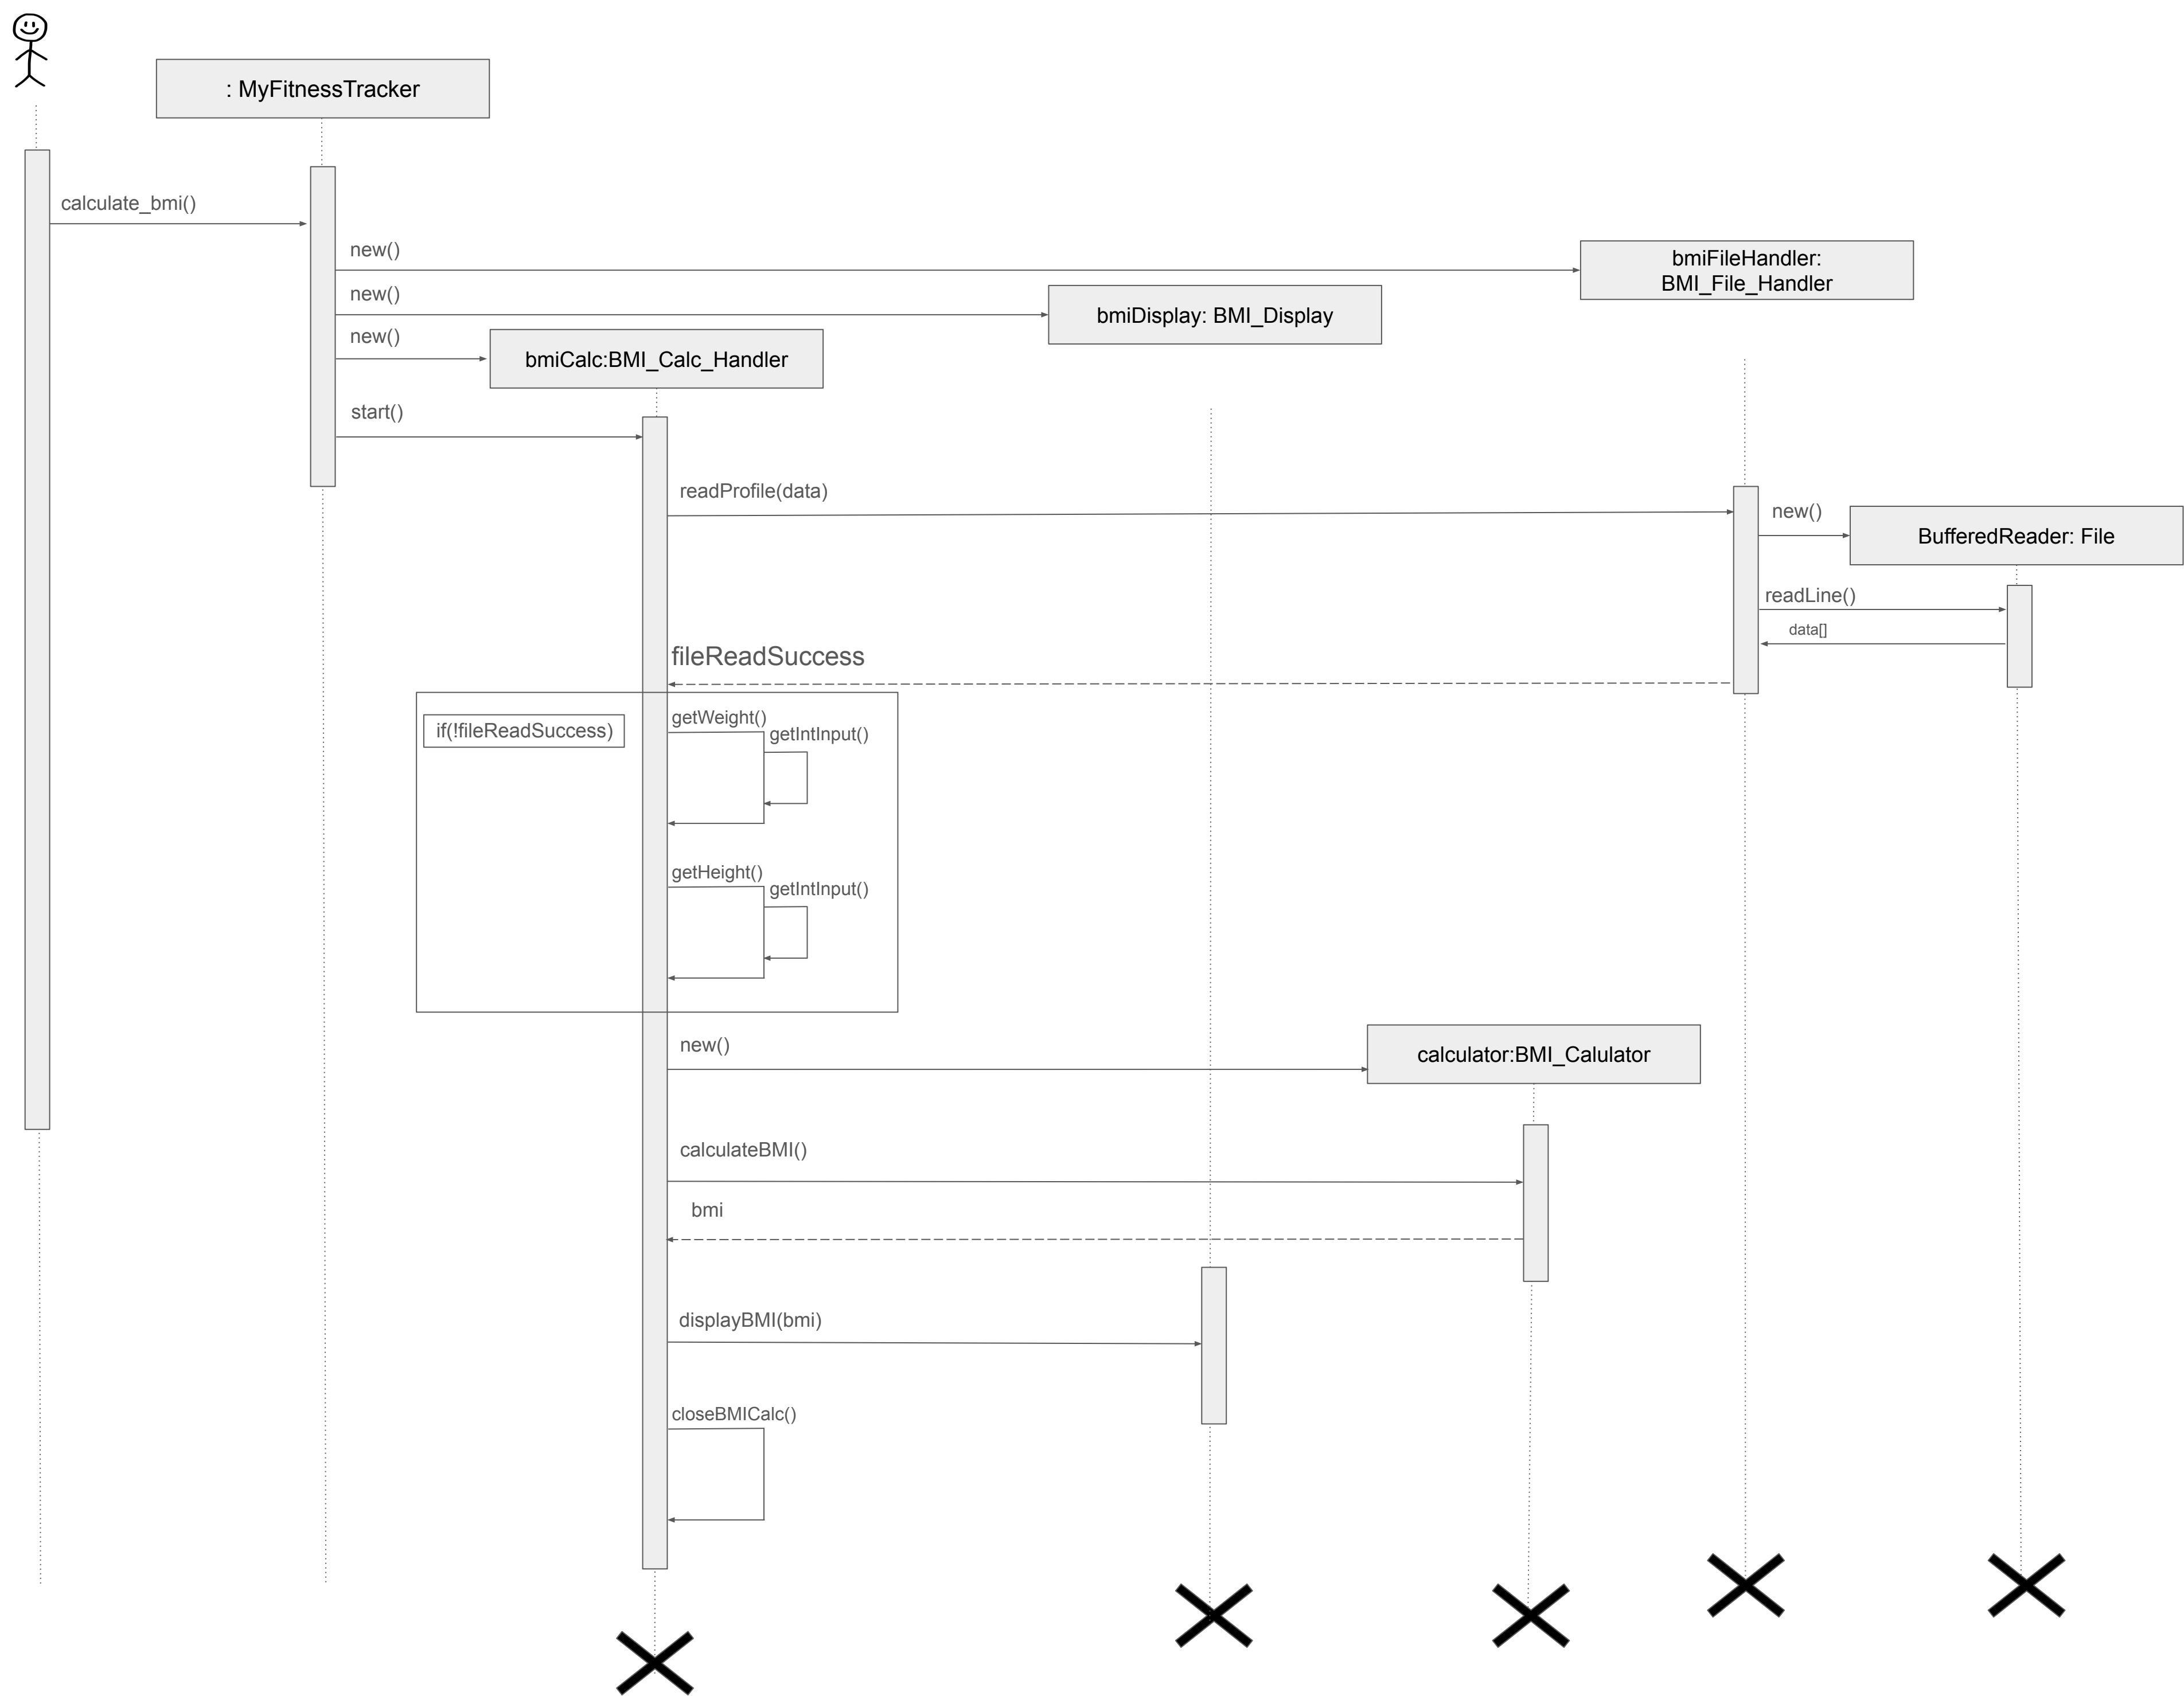 : MyFitnessTracker
calculate_bmi()
new()
bmiFileHandler:
BMI_File_Handler
new()
bmiDisplay: BMI_Display
new()
bmiCalc:BMI_Calc_Handler
start()
readProfile(data)
new()
BufferedReader: File
readLine()
data[]
fileReadSuccess
if(!fileReadSuccess)
getWeight()
getIntInput()
getHeight()
getIntInput()
new()
calculator:BMI_Calulator
calculateBMI()
bmi
displayBMI(bmi)
closeBMICalc()